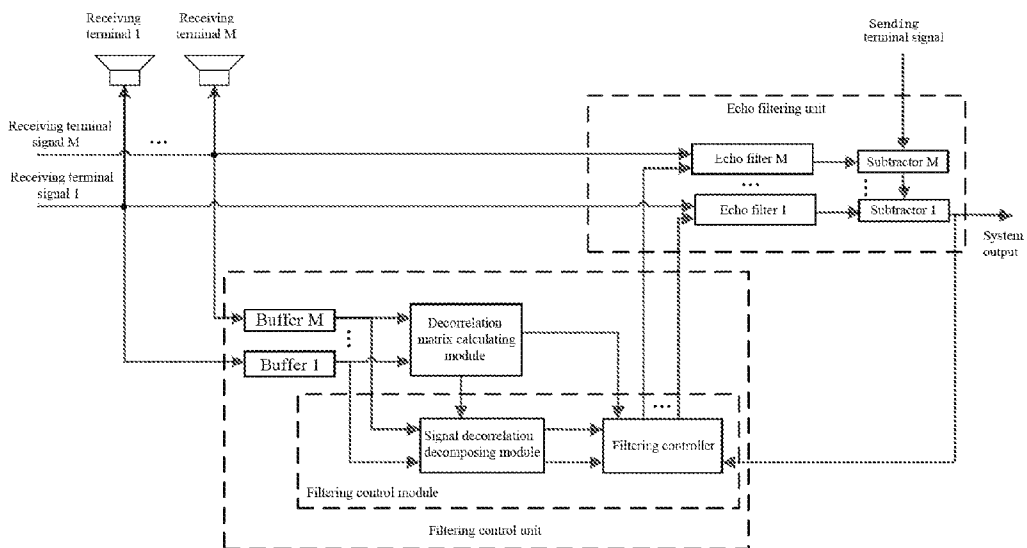 Receiving
terminal 1
Receiving
terminal M
Sending
terminal signal
Echo filtering unit
Receiving terminal
signal M
Receiving terminal
signal 1
Echo filter M
Subtractor M
Echo filter 1
Subtractor 1
System
output
Buffer M
Buffer 1
Decorrelation
matrix calculating
module
Signal decorrelation
decomposing module
Filtering controller
Filtering control module
Filtering control unit